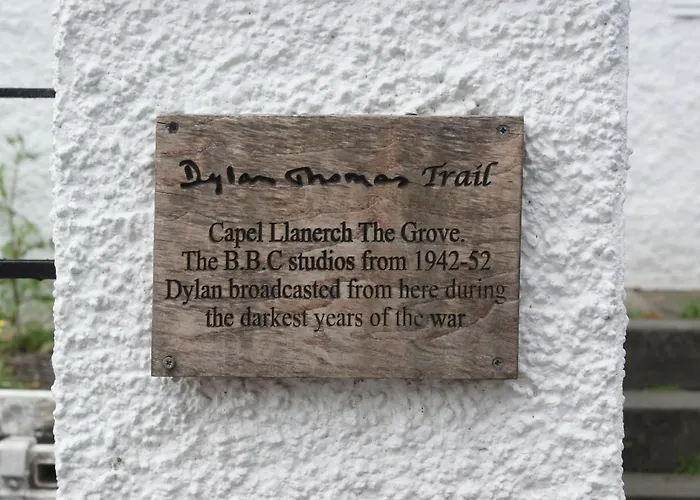 Dylan Thomas Trail
Capel Llanerch The Grove.
The B.B.C studios from 1942-52
Dylan broadcasted from here during
the darkest years of the war